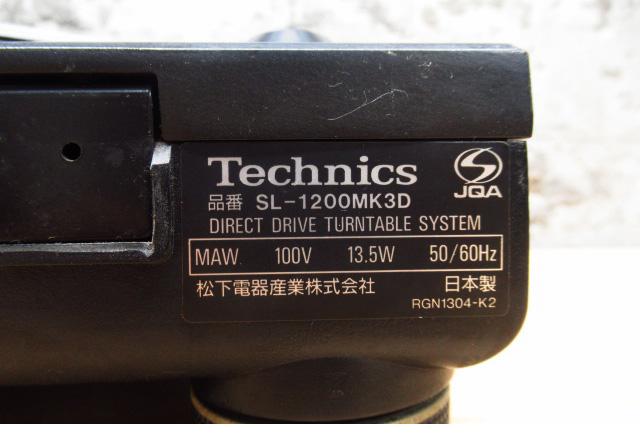 Technics
JQA
品番 SL-1200MK3D
DIRECT DRIVE TURNTABLE SYSTEM
MAW. 100V 13.5W 50/60Hz
松下電器産業株式会社 日本製
RGN1304-K2